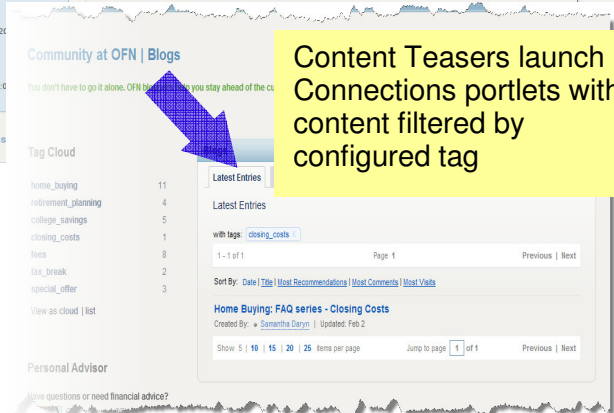 Community at OFN | Blogs
Content Teasers launch
Connections portlets with
content filtered by
configured tag
You don't have to go it alone. OFN
you stay ahead of the cu
Tag Cloud
home_buying 11
retirement_planning 4
college_savings 5
closing_costs 1
fees 8
tax_break 2
special_offer 3
View as cloud | list
Personal Advisor
Have questions or need financial advice?
Latest Entries
Latest Entries
with tags: closing_costs ×
1 - 1 of 1 Page 1 Previous | Next
Sort By: Date | Title | Most Recommendations | Most Comments | Most Visits
Home Buying: FAQ series - Closing Costs
Created By: Samantha Daryn | Updated: Feb 2
Show 5 | 10 | 15 | 20 | 25 items per page Jump to page 1 of 1 Previous | Next